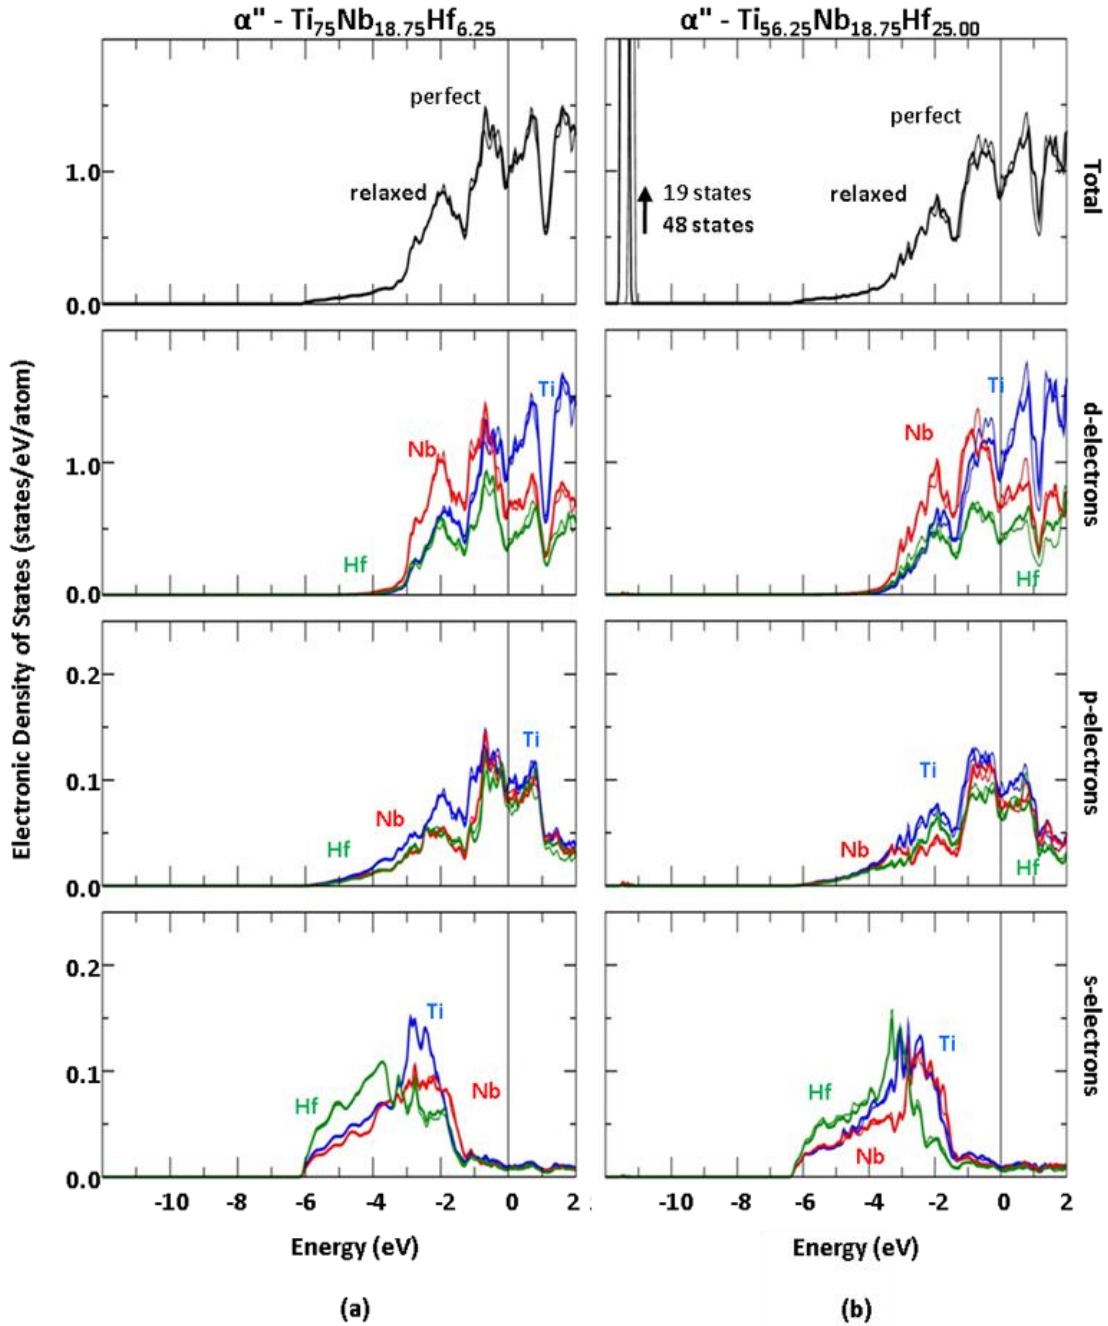 α" - Ti75Nb18.75Hf6.25
α" - Ti56.25Nb18.75Hf25.00
Electronic Density of States (states/eV/atom)
perfect
relaxed
1.0
0.0
perfect
relaxed
19 states
48 states
Total
Ti
Nb
Hf
1.0
0.0
Ti
Nb
Hf
d-electrons
0.2
0.1
0.0
Ti
Nb
Hf
Ti
Nb
Hf
p-electrons
0.2
0.1
0.0
Ti
Hf
Nb
Ti
Hf
Nb
s-electrons
-10 -8 -6 -4 -2 0 2
-10 -8 -6 -4 -2 0 2
Energy (eV)
Energy (eV)
(a)
(b)